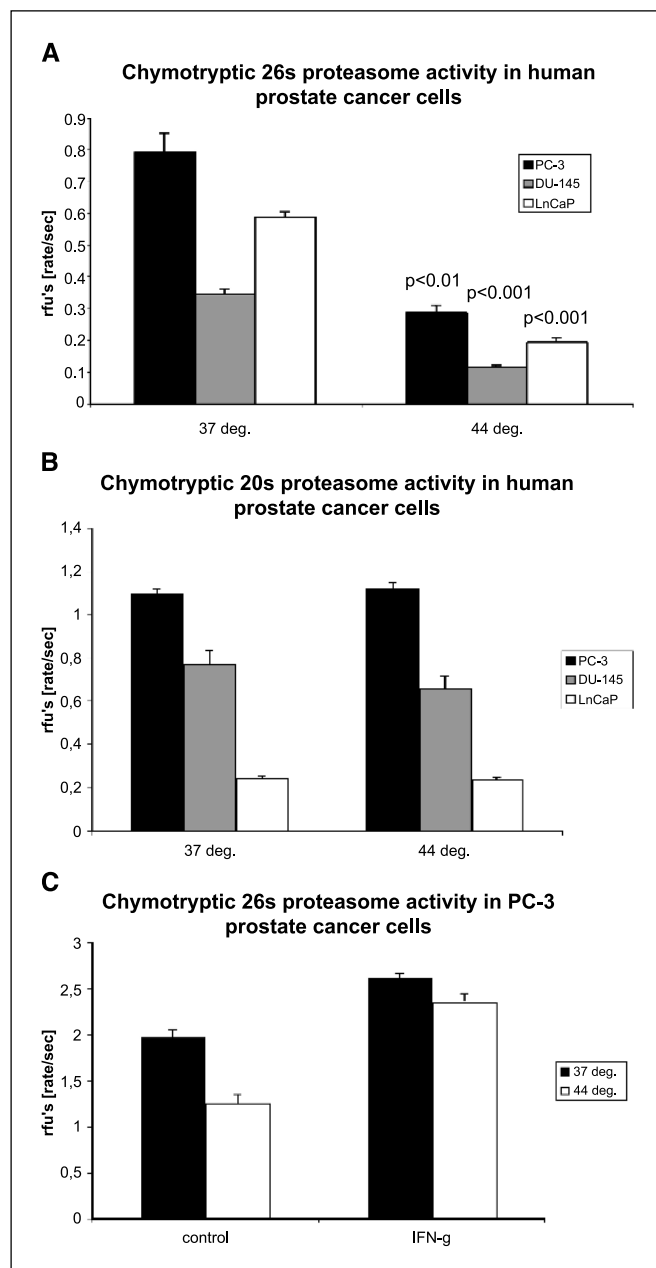 A
Chymotryptic 26s proteasome activity in human
prostate cancer cells
0.9
0.8
0.7
0.6
0.5
0.4
0.3
0.2
0.1
0
rfu's [rate/sec]
PC-3
DU-145
LnCaP
p<0.01
p<0.001
p<0.001
37 deg.
44 deg.
B
Chymotryptic 20s proteasome activity in human
prostate cancer cells
1,4
1,2
1
0,8
0,6
0,4
0,2
0
rfu's [rate/sec]
PC-3
DU-145
LnCaP
37 deg.
44 deg.
C
Chymotryptic 26s proteasome activity in PC-3
prostate cancer cells
3
2,5
2
1,5
1
0,5
0
rfu's [rate/sec]
37 deg.
44 deg.
control
IFN-g